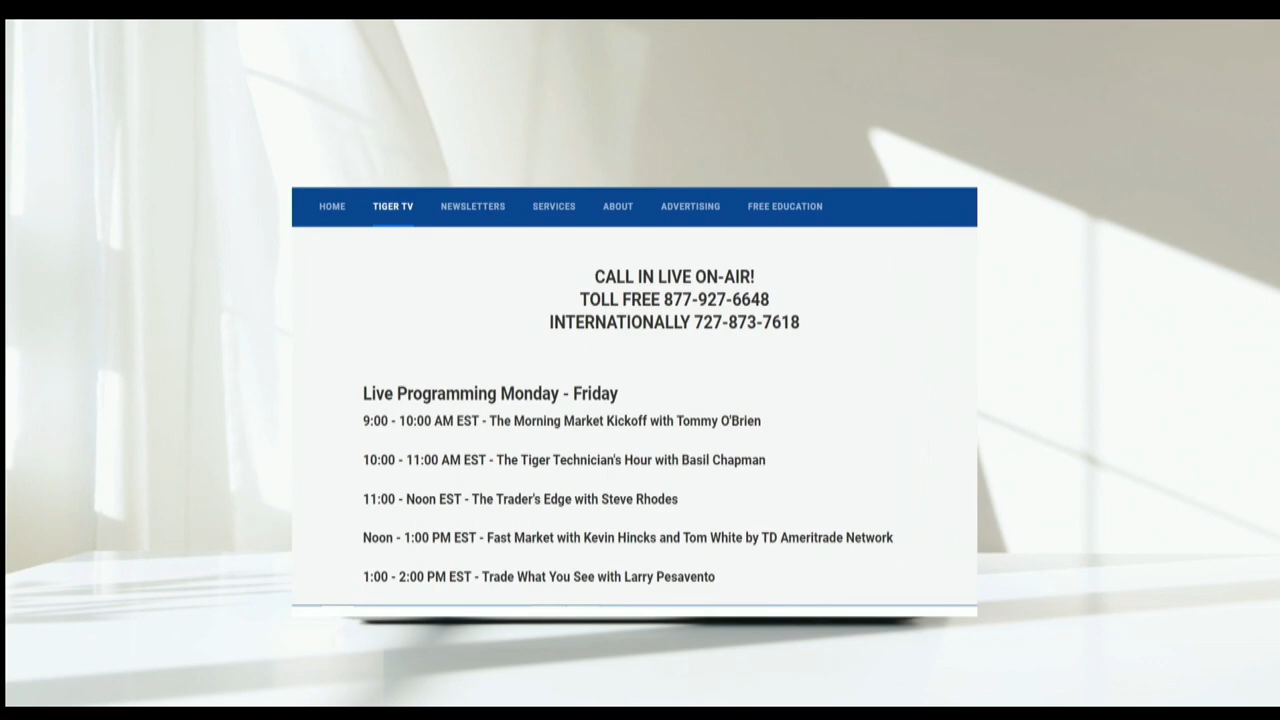 HOME TIGER TV NEWSLETTERS SERVICES ABOUT ADVERTISING FREE EDUCATION
CALL IN LIVE ON-AIR!
TOLL FREE 877-927-6648
INTERNATIONALLY 727-873-7618
Live Programming Monday - Friday
9:00 - 10:00 AM EST - The Morning Market Kickoff with Tommy O'Brien
10:00 - 11:00 AM EST - The Tiger Technician's Hour with Basil Chapman
11:00 - Noon EST - The Trader's Edge with Steve Rhodes
Noon - 1:00 PM EST - Fast Market with Kevin Hincks and Tom White by TD Ameritrade Network
1:00 - 2:00 PM EST - Trade What You See with Larry Pesavento